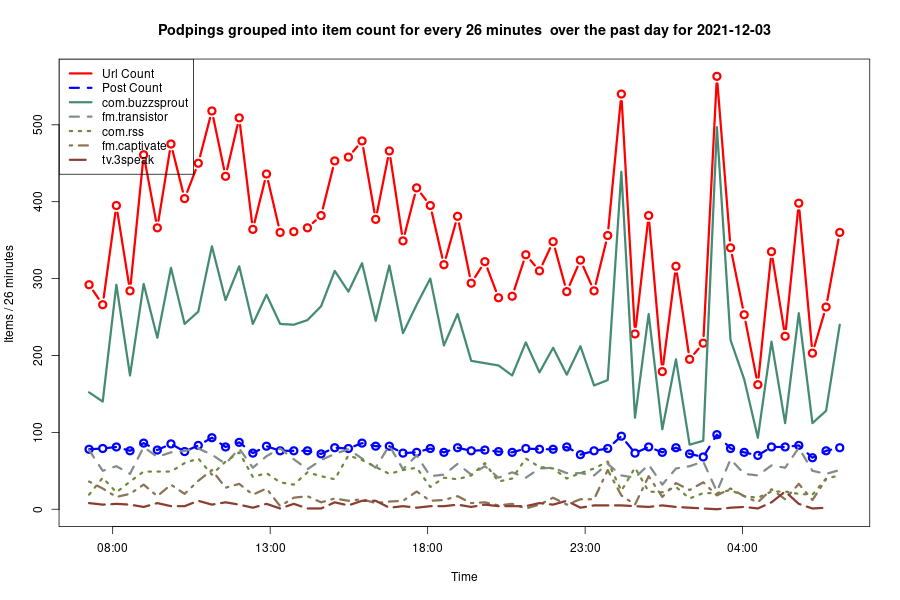 Podpings grouped into item count for every 26 minutes  over the past day for 2021-12-03
Url Count
Post Count
com.buzzsprout
fm.transistor
com.rss
fm.captivate
tv.3speak
Items / 26 minutes
500
400
300
200
100
0
08:00
13:00
18:00
23:00
04:00
Time